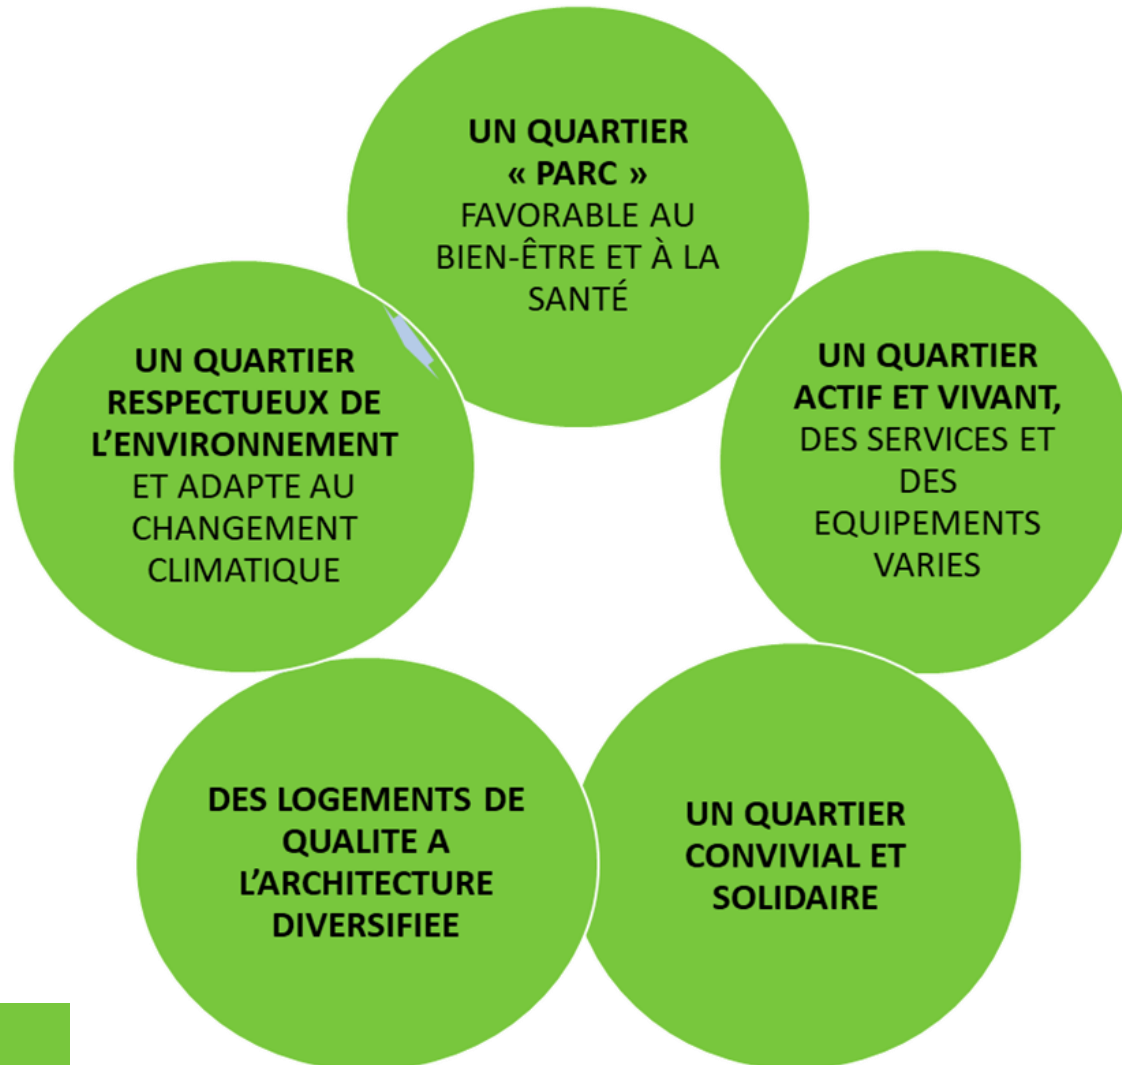 UN QUARTIER
« PARC »
FAVORABLE AU
BIEN-ÊTRE ET À LA
SANTÉ
UN QUARTIER
ACTIF ET VIVANT,
DES SERVICES ET
DES
EQUIPEMENTS
VARIES
UN QUARTIER
CONVIVIAL ET
SOLIDAIRE
DES LOGEMENTS DE
QUALITE A
L’ARCHITECTURE
DIVERSIFIEE
UN QUARTIER
RESPECTUEUX DE
L’ENVIRONNEMENT
ET ADAPTE AU
CHANGEMENT
CLIMATIQUE